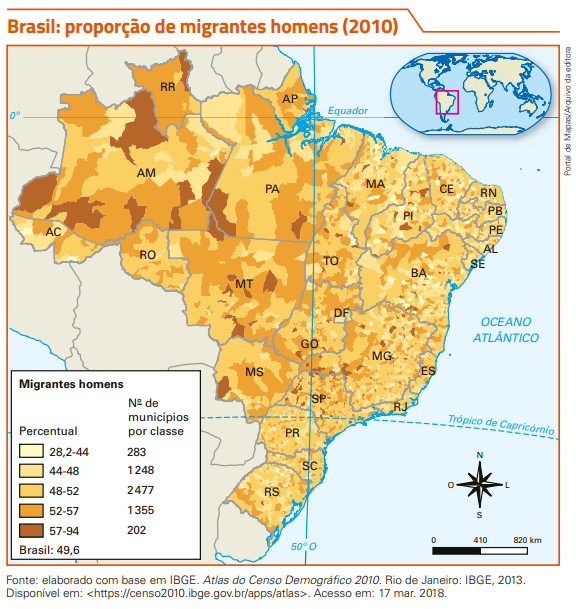 Brasil: proporção de migrantes homens (2010)
Portal de Mapas/Arquivo da editora
RR
AP
Equador
0º
AM
PA
MA
CE
RN
PB
PE
PI
AL
SE
AC
RO
TO
BA
MT
DF
GO
MG
ES
MS
SP
RJ
PR
SC
RS
OCEANO
ATLÂNTICO
Trópico de Capricórnio
50º O
N
O
L
S
0 410 820 km
Migrantes homens
Nº de
municípios
Percentual por classe
28,2-44 283
44-48 1 248
48-52 2477
52-57 1 355
57-94 202
Brasil: 49,6
Fonte: elaborado com base em IBGE. Atlas do Censo Demográfico 2010. Rio de Janeiro: IBGE, 2013.
Disponível em: <https://censo2010.ibge.gov.br/apps/atlas>. Acesso em: 17 mar. 2018.